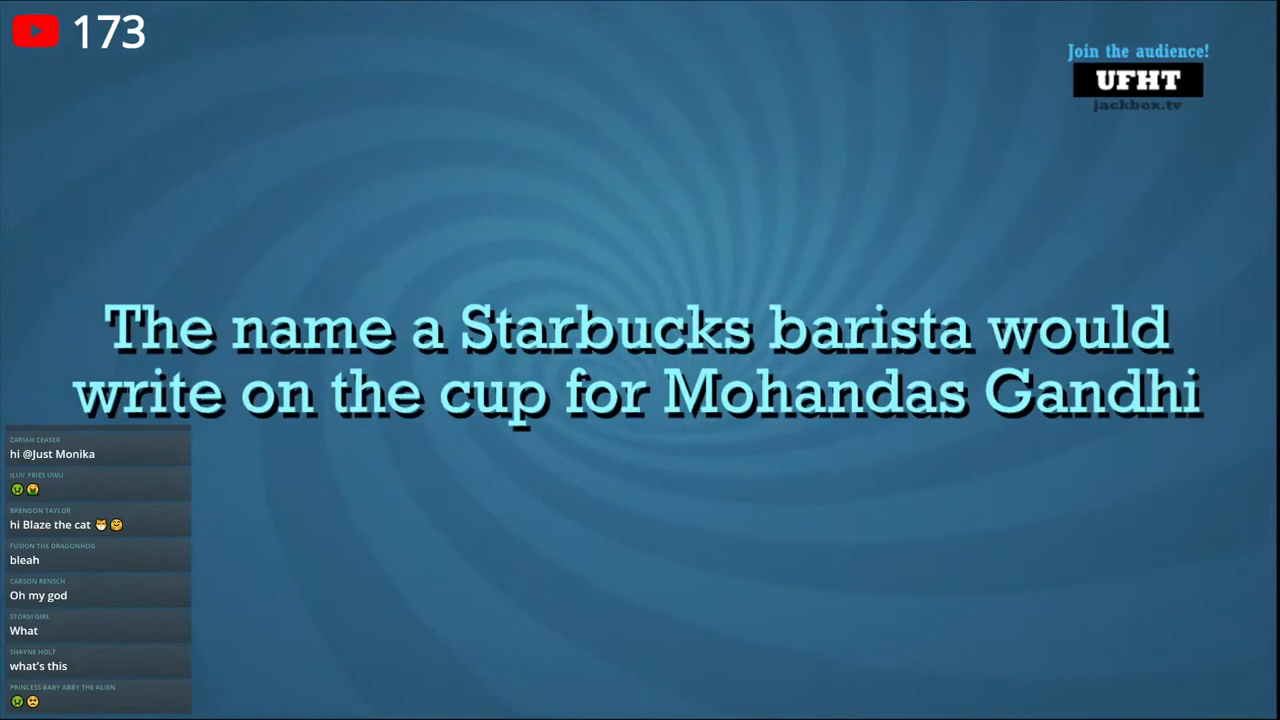 173
Join the audience!
UFHT
jackbox.tv
The name a Starbucks barista would
write on the cup for Mohandas Gandhi
ZARIAH CEASER
hi @Just Monika
ILUV FRIES UWU
🤢 🤮
BRENDON TAYLOR
hi Blaze the cat 😺 🤗
FUSION THE DRAGONHOG
bleah
CARSON RENSCH
Oh my god
STORM GIRL
What
SHAYNE HOLT
what's this
PRINCESS BABY ABBY THE ALIEN
🤢 🥺